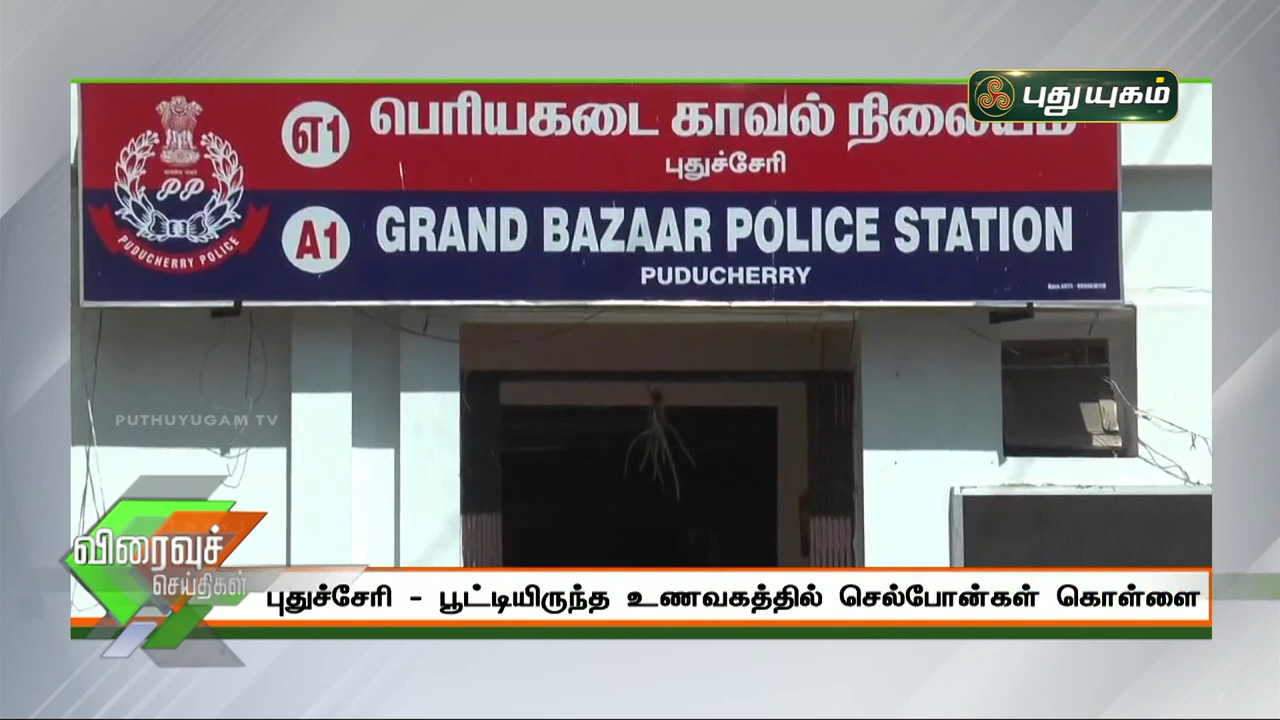 புதுயுகம்
எ1 பெரியகடை காவல் நிலையம்
புதுச்சேரி
PP
PUDUCHERRY POLICE
A1 GRAND BAZAAR POLICE STATION
PUDUCHERRY
PUTHUYUGAM TV
விரைவுச்
செய்திகள்
புதுச்சேரி - பூட்டியிருந்த உணவகத்தில் செல்போன்கள் கொள்ளை